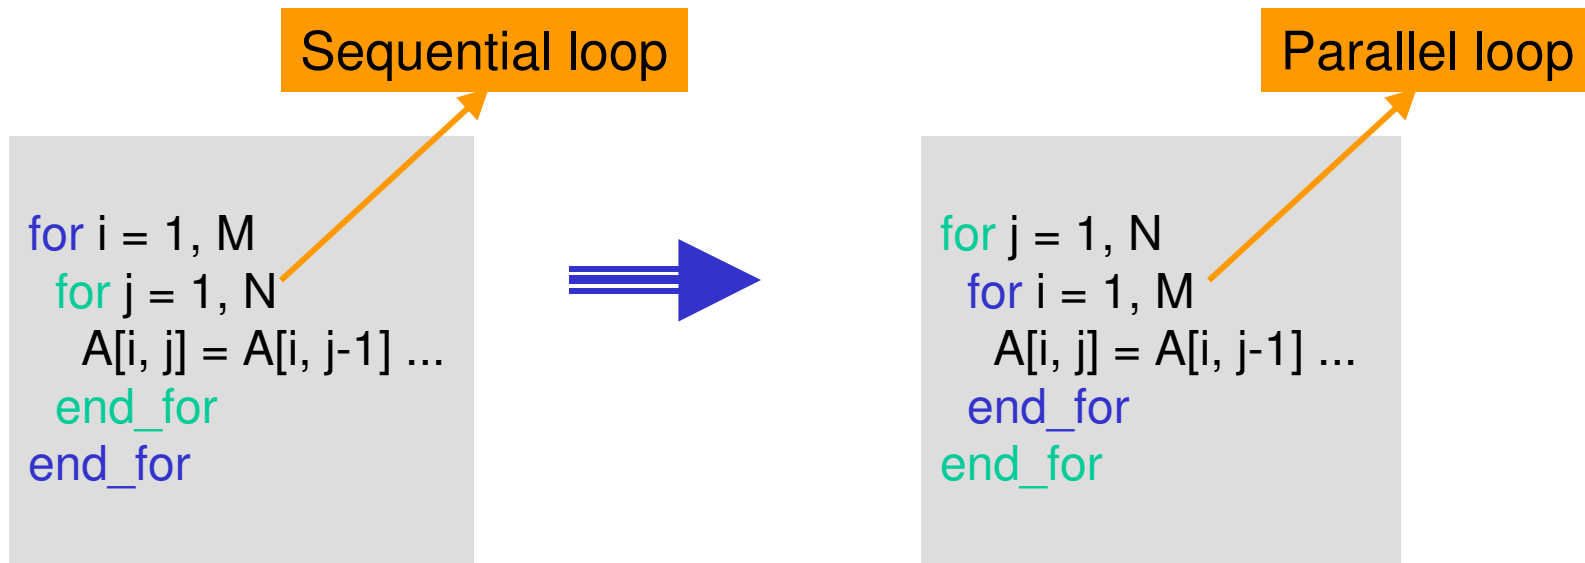 Sequential loop
Parallel loop
for i = 1, M
for j = 1, N
A[i, j] = A[i, j-1] ...
end_for
end_for
for j = 1, N
for i = 1, M
A[i, j] = A[i, j-1] ...
end_for
end_for